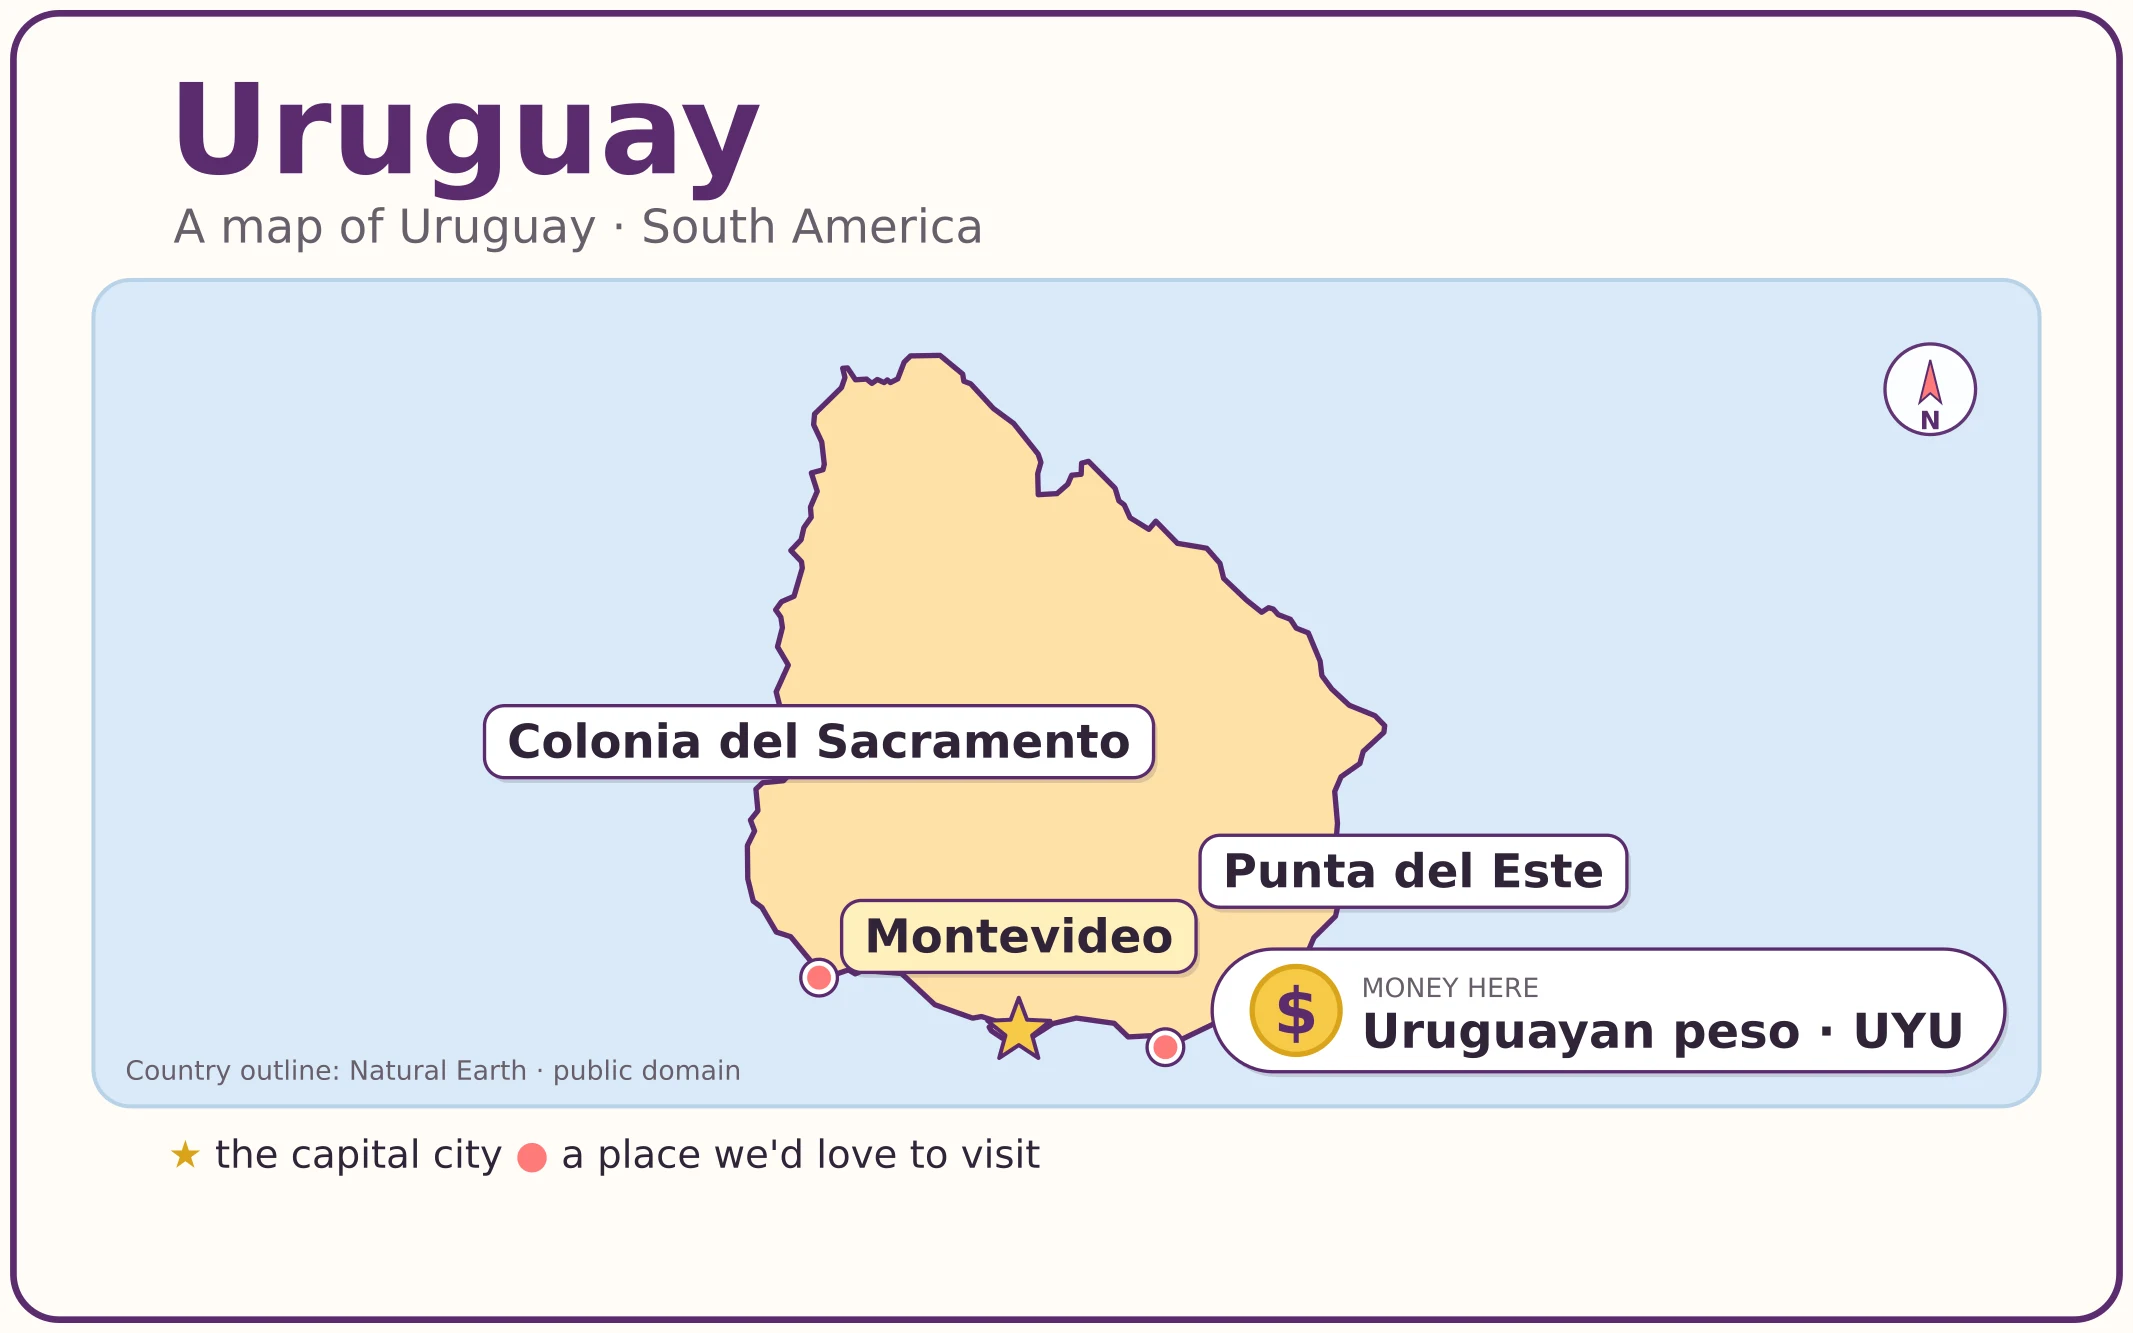 Uruguay
A map of Uruguay · South America
N
Colonia del Sacramento
Punta del Este
Montevideo
$
MONEY HERE
Uruguayan peso · UYU
Country outline: Natural Earth · public domain
★ the capital city ● a place we'd love to visit